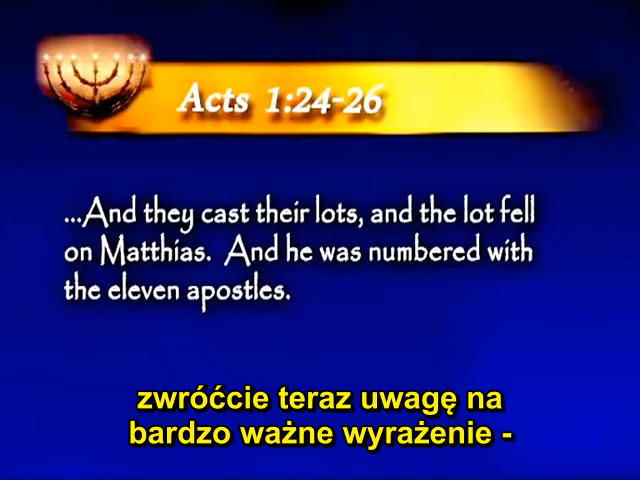 Acts 1:24-26
...And they cast their lots, and the lot fell
on Matthias. And he was numbered with
the eleven apostles.
zwróćcie teraz uwagę na
bardzo ważne wyrażenie -